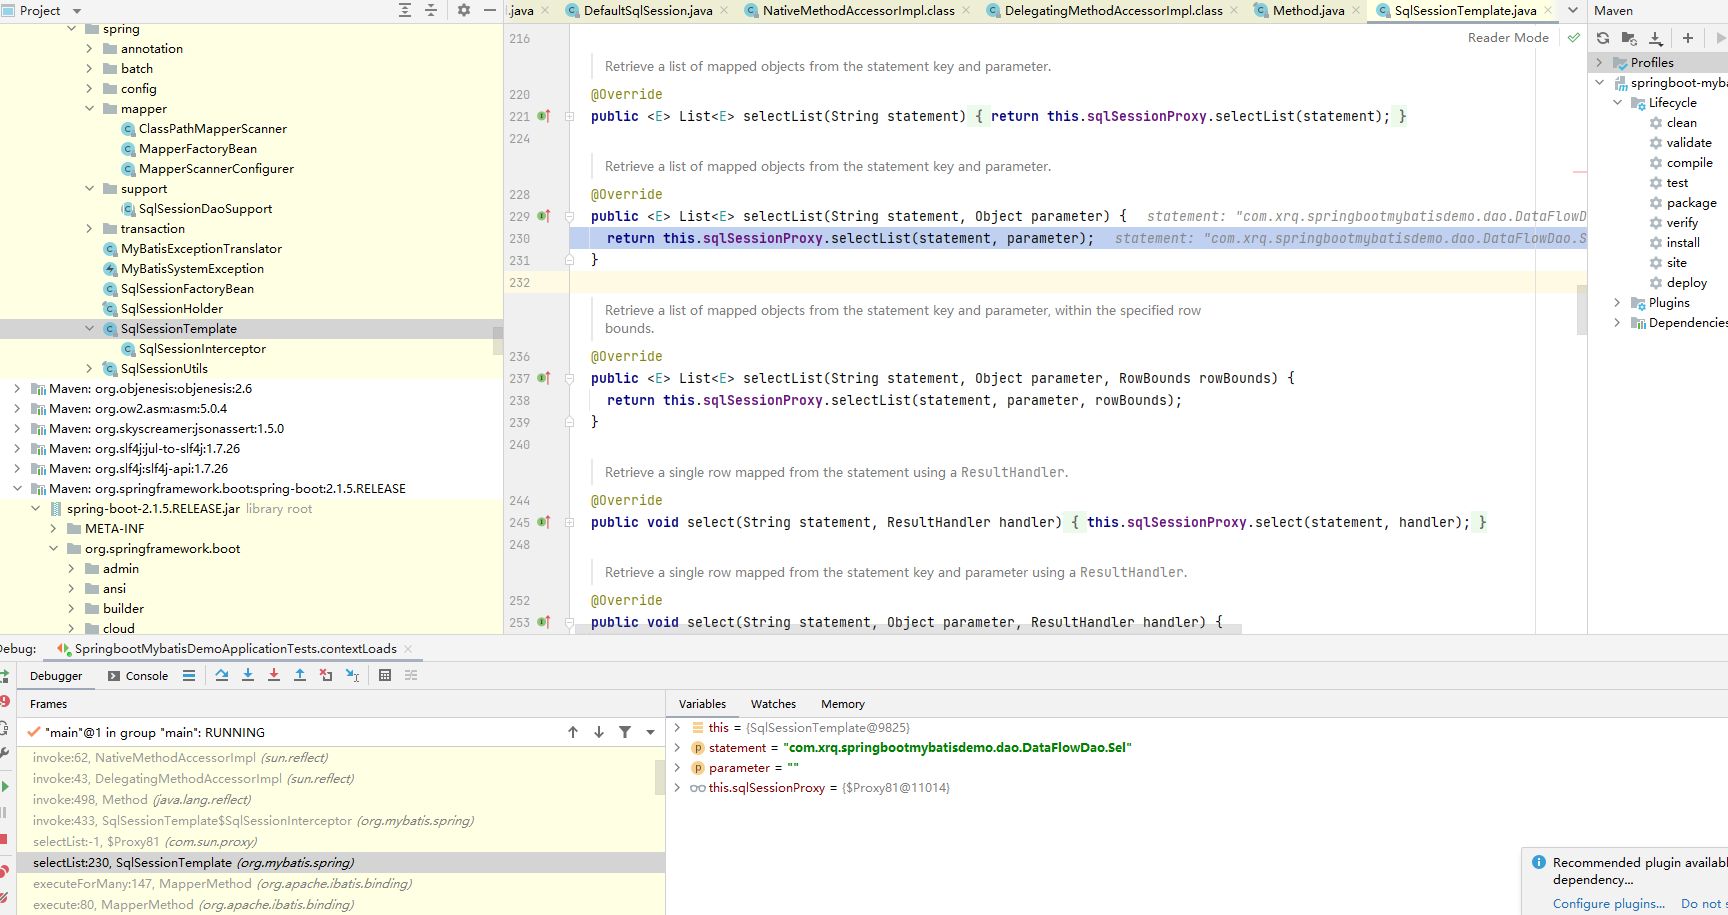 Project
.java
DefaultSqlSession.java
NativeMethodAccessorImpl.class
DelegatingMethodAccessorImpl.class
Method.java
SqlSessionTemplate.java
Maven
spring
annotation
batch
config
mapper
ClassPathMapperScanner
MapperFactoryBean
MapperScannerConfigurer
support
SqlSessionDaoSupport
transaction
MyBatisExceptionTranslator
MyBatisSystemException
SqlSessionFactoryBean
SqlSessionHolder
SqlSessionTemplate
SqlSessionInterceptor
SqlSessionUtils
Maven: org.objenesis:objenesis:2.6
Maven: org.ow2.asm:asm:5.0.4
Maven: org.skyscreamer:jsonassert:1.5.0
Maven: org.slf4j:jul-to-slf4j:1.7.26
Maven: org.slf4j:slf4j-api:1.7.26
Maven: org.springframework.boot:spring-boot:2.1.5.RELEASE
spring-boot-2.1.5.RELEASE.jar library root
META-INF
org.springframework.boot
admin
ansi
builder
cloud
216
Reader Mode
Retrieve a list of mapped objects from the statement key and parameter.
220 @Override
221 public <E> List<E> selectList(String statement) { return this.sqlSessionProxy.selectList(statement); }
224
Retrieve a list of mapped objects from the statement key and parameter.
228 @Override
229 public <E> List<E> selectList(String statement, Object parameter) { statement: "com.xrq.springbootmybatisdemo.dao.DataFlowD
230 return this.sqlSessionProxy.selectList(statement, parameter); statement: "com.xrq.springbootmybatisdemo.dao.DataFlowDao.S
231 }
232
Retrieve a list of mapped objects from the statement key and parameter, within the specified row
bounds.
236 @Override
237 public <E> List<E> selectList(String statement, Object parameter, RowBounds rowBounds) {
238 return this.sqlSessionProxy.selectList(statement, parameter, rowBounds);
239 }
240
Retrieve a single row mapped from the statement using a ResultHandler.
244 @Override
245 public void select(String statement, ResultHandler handler) { this.sqlSessionProxy.select(statement, handler); }
248
Retrieve a single row mapped from the statement key and parameter using a ResultHandler.
252 @Override
253 public void select(String statement, Object parameter, ResultHandler handler) {
Profiles
springboot-myba
Lifecycle
clean
validate
compile
test
package
verify
install
site
deploy
Plugins
Dependencies
Debug: SpringbootMybatisDemoApplicationTests.contextLoads
Debugger Console
Frames
"main"@1 in group "main": RUNNING
invoke:62, NativeMethodAccessorImpl (sun.reflect)
invoke:43, DelegatingMethodAccessorImpl (sun.reflect)
invoke:498, Method (java.lang.reflect)
invoke:433, SqlSessionTemplate$SqlSessionInterceptor (org.mybatis.spring)
selectList:-1, $Proxy81 (com.sun.proxy)
selectList:230, SqlSessionTemplate (org.mybatis.spring)
executeForMany:147, MapperMethod (org.apache.ibatis.binding)
execute:80, MapperMethod (org.apache.ibatis.binding)
Variables Watches Memory
this = {SqlSessionTemplate@9825}
statement = "com.xrq.springbootmybatisdemo.dao.DataFlowDao.Sel"
parameter = ""
this.sqlSessionProxy = {$Proxy81@11014}
Recommended plugin availabl
dependency...
Configure plugins... Do not s